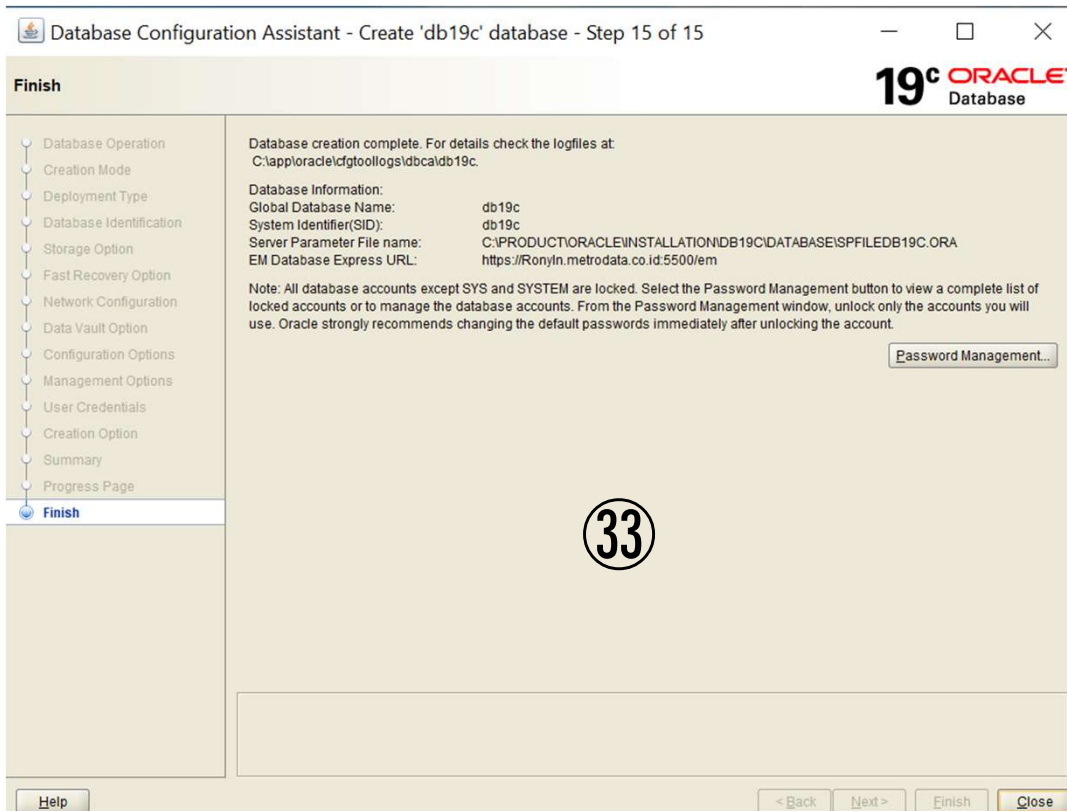 Database Configuration Assistant - Create 'db19c' database - Step 15 of 15
Finish
19c ORACLE
Database
Database Operation
Creation Mode
Deployment Type
Database Identification
Storage Option
Fast Recovery Option
Network Configuration
Data Vault Option
Configuration Options
Management Options
User Credentials
Creation Option
Summary
Progress Page
Finish
Database creation complete. For details check the logfiles at:
C:\app\oracle\cfgtoollogs\dbca\db19c.
Database Information:
Global Database Name: db19c
System Identifier(SID): db19c
Server Parameter File name: C:\PRODUCT\ORACLE\INSTALLATION\DB19C\DATABASE\SPFILEDB19C.ORA
EM Database Express URL: https://Ronyln.metrodata.co.id:5500/em
Note: All database accounts except SYS and SYSTEM are locked. Select the Password Management button to view a complete list of
locked accounts or to manage the database accounts. From the Password Management window, unlock only the accounts you will
use. Oracle strongly recommends changing the default passwords immediately after unlocking the account.
Password Management...
33
Help
< Back
Next >
Finish
Close